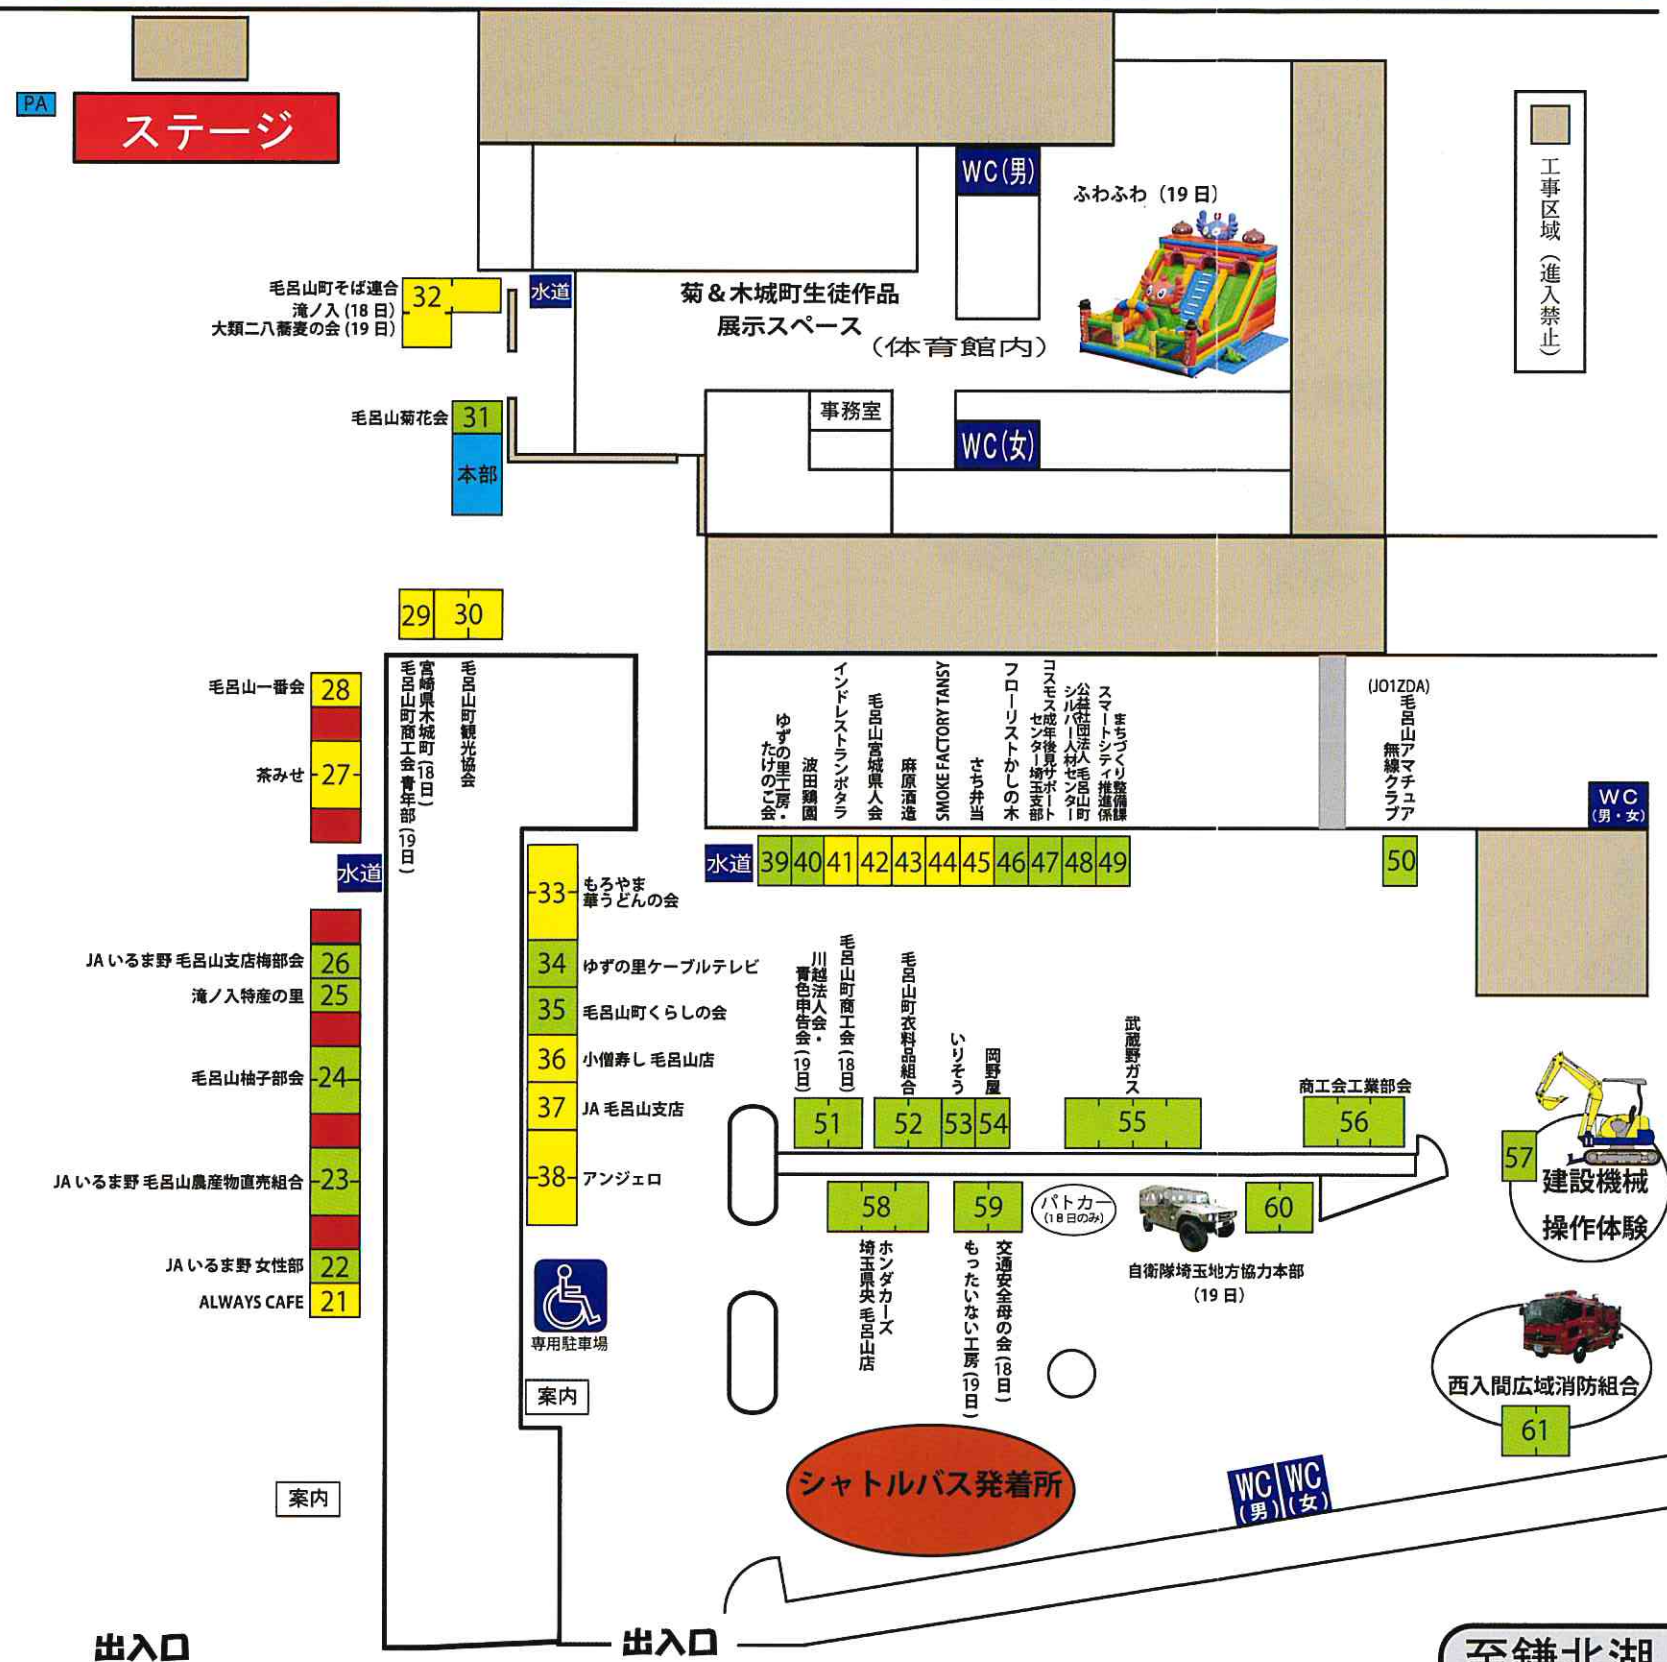 PA
ステージ
WC(男)
ふわふわ（19日）
工事区域（進入禁止）
毛呂山町そば連合
滝ノ入(18日)
大類二八蕎麦の会(19日)
32
水道
菊＆木城町生徒作品
展示スペース
（体育館内）
毛呂山菊花会
31
本部
事務室
WC(女)
29
30
毛呂山町商工会 青年部(19日)
宮崎県木城町(18日)
毛呂山町観光協会
毛呂山一番会
28
茶みせ
27
水道
JAいるま野 毛呂山支店梅部会
26
滝ノ入特産の里
25
毛呂山柚子部会
24
JAいるま野 毛呂山農産物直売組合
23
JAいるま野 女性部
22
ALWAYS CAFE
21
33
もろやま
華うどんの会
34
ゆずの里ケーブルテレビ
35
毛呂山町くらしの会
36
小僧寿し 毛呂山店
37
JA 毛呂山支店
38
アンジェロ
専用駐車場
案内
案内
ゆずの里工房・
たけのこ会
波田鶏園
インドレストランポタラ
毛呂山宮城県人会
麻原酒造
SMOKE FACTORY TANSY
さち弁当
フローリストかしの木
コスモス成年後見サポート
センター埼玉支部
公益社団法人 毛呂山町
シルバー人材センター
まちづくり整備課
スマートシティ推進係
(JO1ZDA)
毛呂山アマチュア
無線クラブ
WC
(男・女)
水道
39
40
41
42
43
44
45
46
47
48
49
50
川越法人会・
青色申告会(19日)
毛呂山町商工会(18日)
毛呂山町衣料品組合
いりそう
岡野屋
武蔵野ガス
商工会工業部会
51
52
53
54
55
56
57
建設機械
操作体験
58
59
パトカー
(18日のみ)
60
ホンダカーズ
埼玉県央 毛呂山店
交通安全母の会(18日)
もったいない工房(19日)
自衛隊埼玉地方協力本部
（19日）
西入間広域消防組合
61
シャトルバス発着所
WC
(男)
WC
(女)
出入口
出入口
至鎌北湖